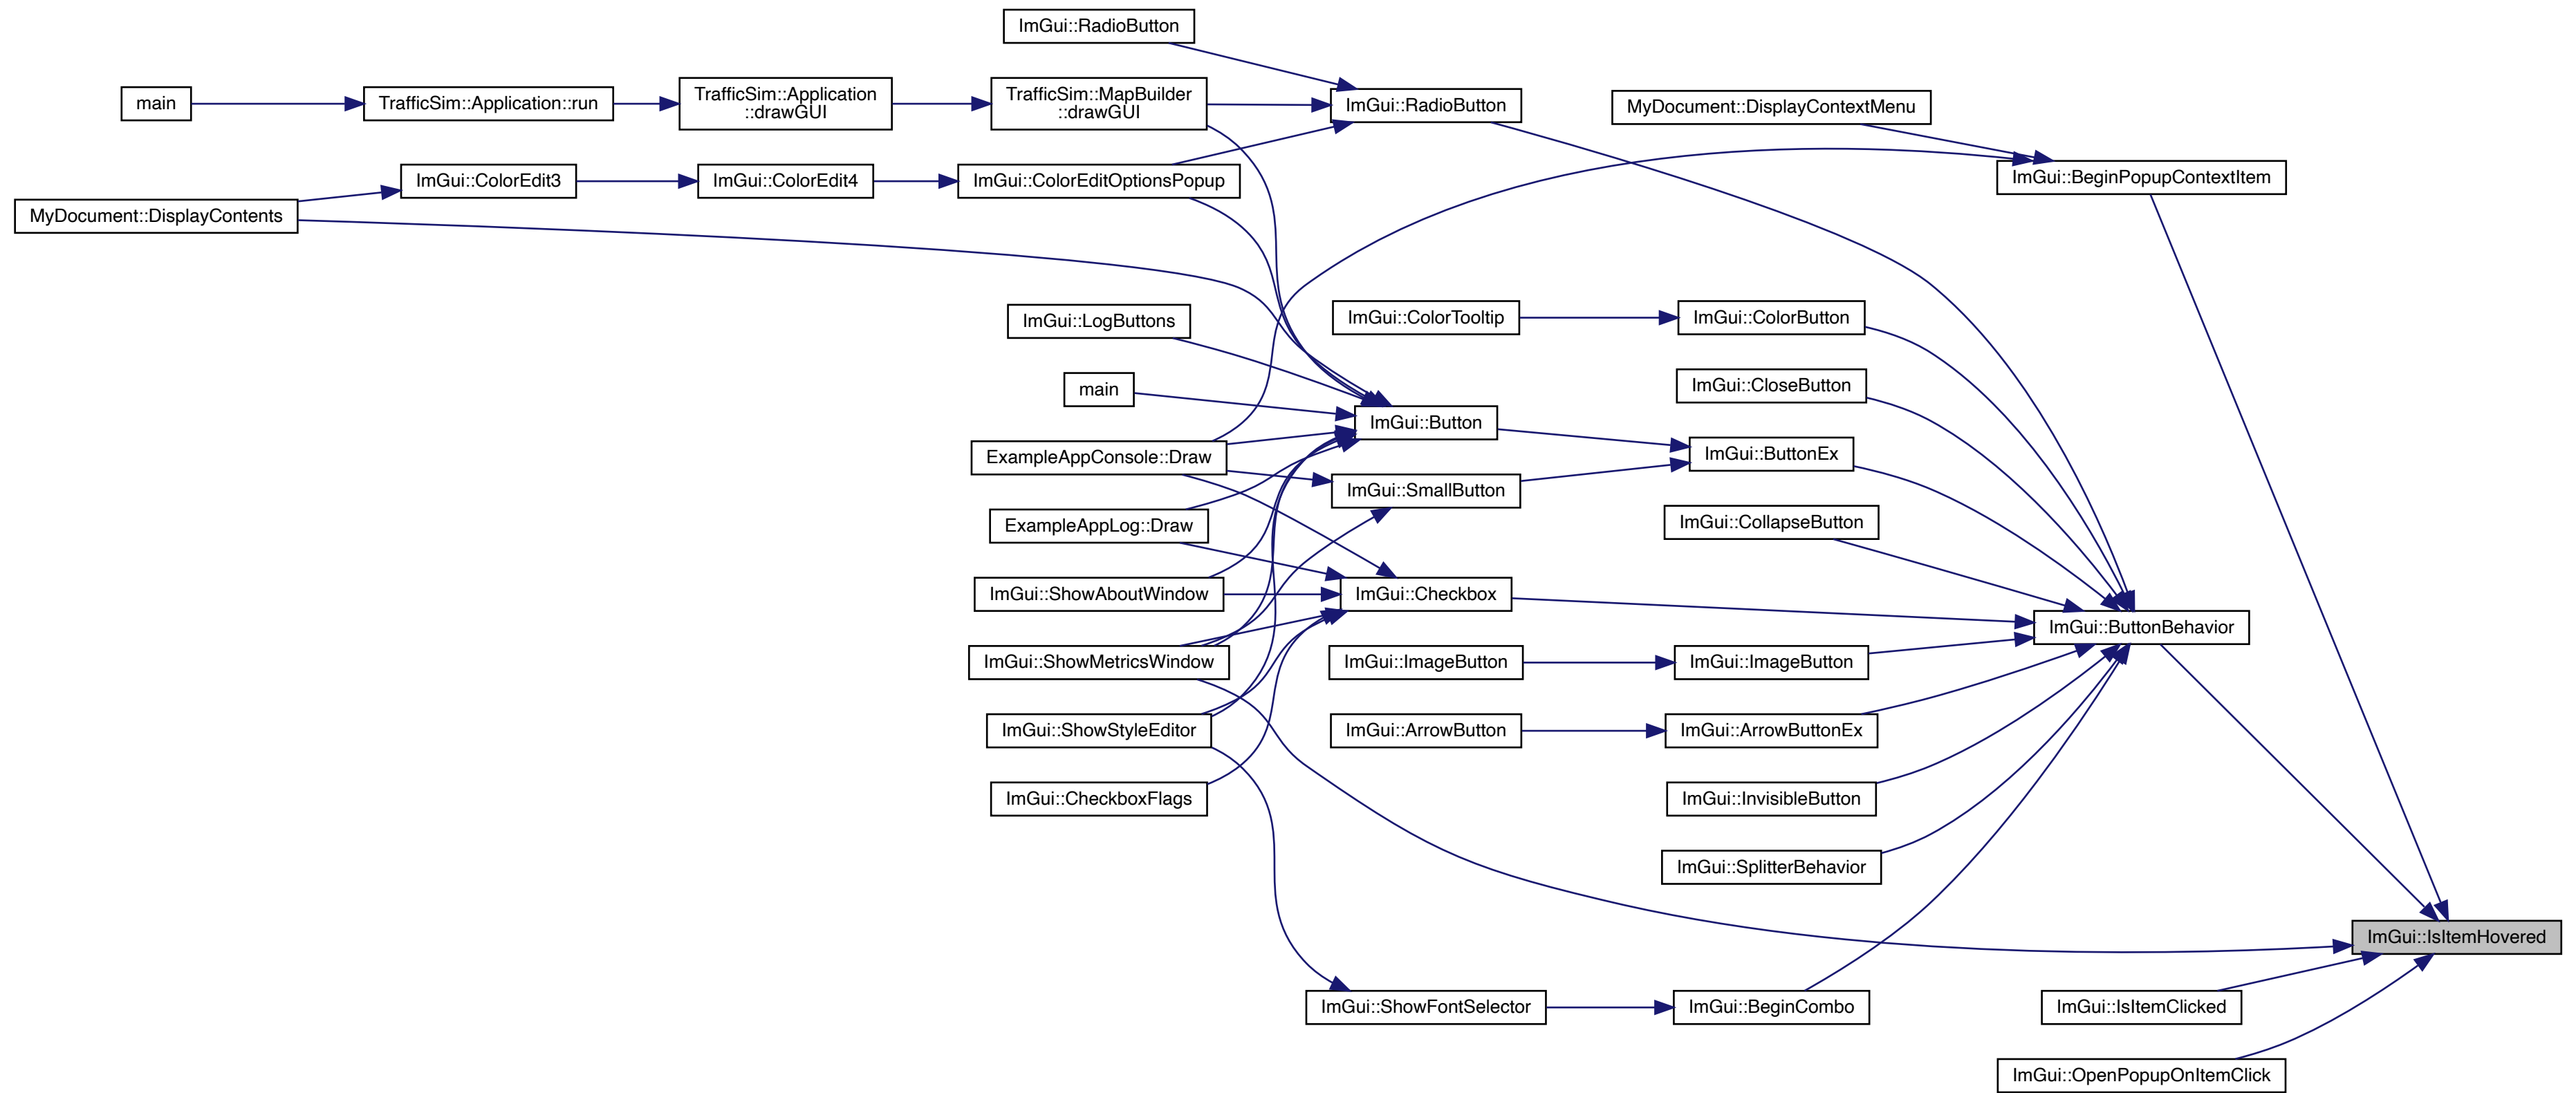 ImGui::RadioButton
main
TrafficSim::Application::run
TrafficSim::Application
::drawGUI
TrafficSim::MapBuilder
::drawGUI
ImGui::RadioButton
MyDocument::DisplayContextMenu
ImGui::ColorEdit3
ImGui::ColorEdit4
ImGui::ColorEditOptionsPopup
ImGui::BeginPopupContextItem
MyDocument::DisplayContents
ImGui::LogButtons
ImGui::ColorTooltip
ImGui::ColorButton
main
ImGui::CloseButton
ImGui::Button
ExampleAppConsole::Draw
ImGui::ButtonEx
ImGui::SmallButton
ExampleAppLog::Draw
ImGui::CollapseButton
ImGui::ShowAboutWindow
ImGui::Checkbox
ImGui::ButtonBehavior
ImGui::ShowMetricsWindow
ImGui::ImageButton
ImGui::ImageButton
ImGui::ShowStyleEditor
ImGui::ArrowButton
ImGui::ArrowButtonEx
ImGui::CheckboxFlags
ImGui::InvisibleButton
ImGui::SplitterBehavior
ImGui::IsItemHovered
ImGui::ShowFontSelector
ImGui::BeginCombo
ImGui::IsItemClicked
ImGui::OpenPopupOnItemClick